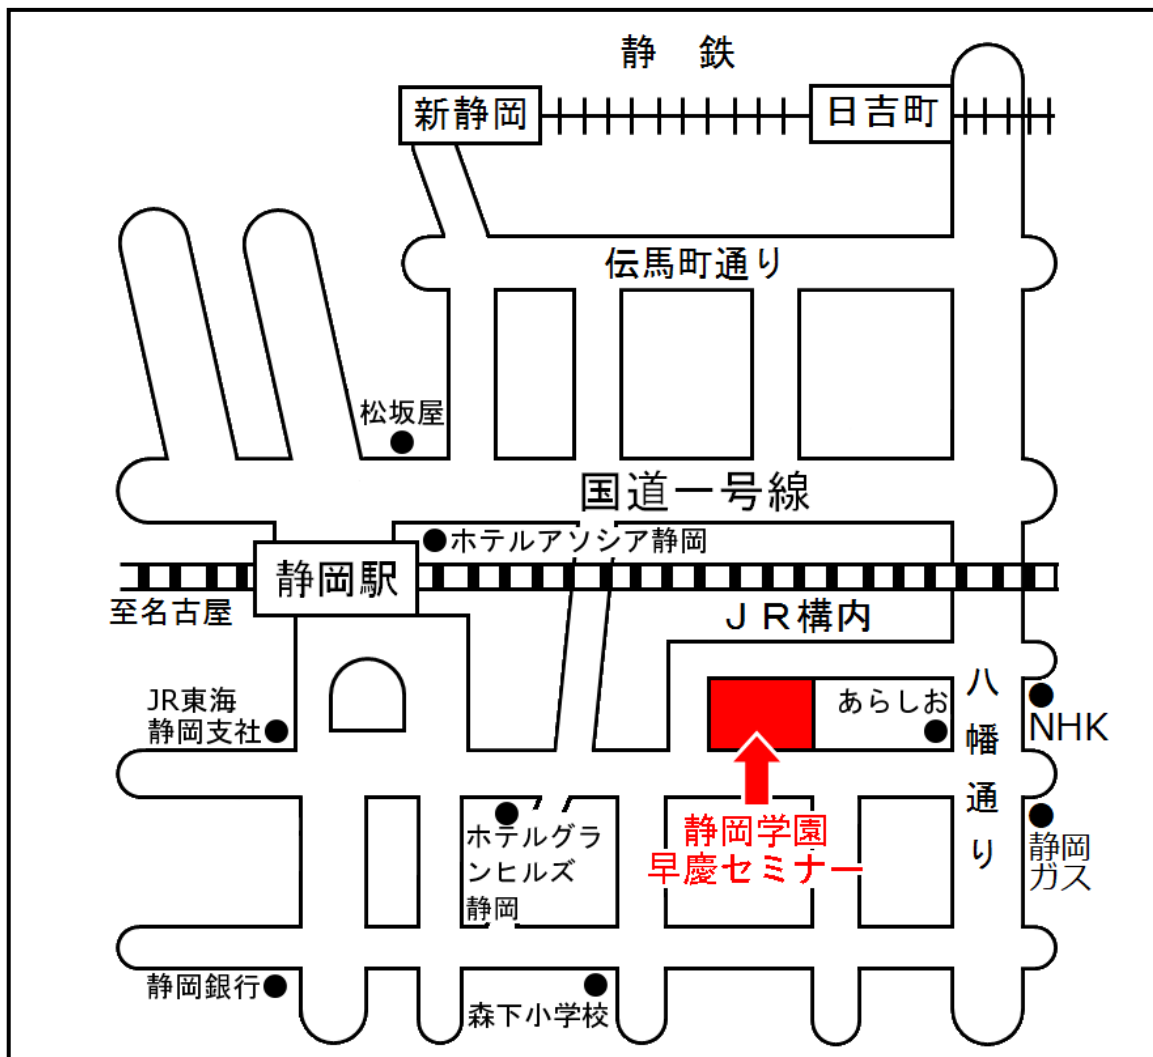 静　鉄
新静岡
日吉町
伝馬町通り
松坂屋
国道一号線
ホテルアソシア静岡
静岡駅
至名古屋
ＪＲ構内
JR東海
静岡支社
あらしお
八幡通り
NHK
静岡学園
早慶セミナー
ホテルグラ
ンヒルズ
静岡
静岡
ガス
静岡銀行
森下小学校